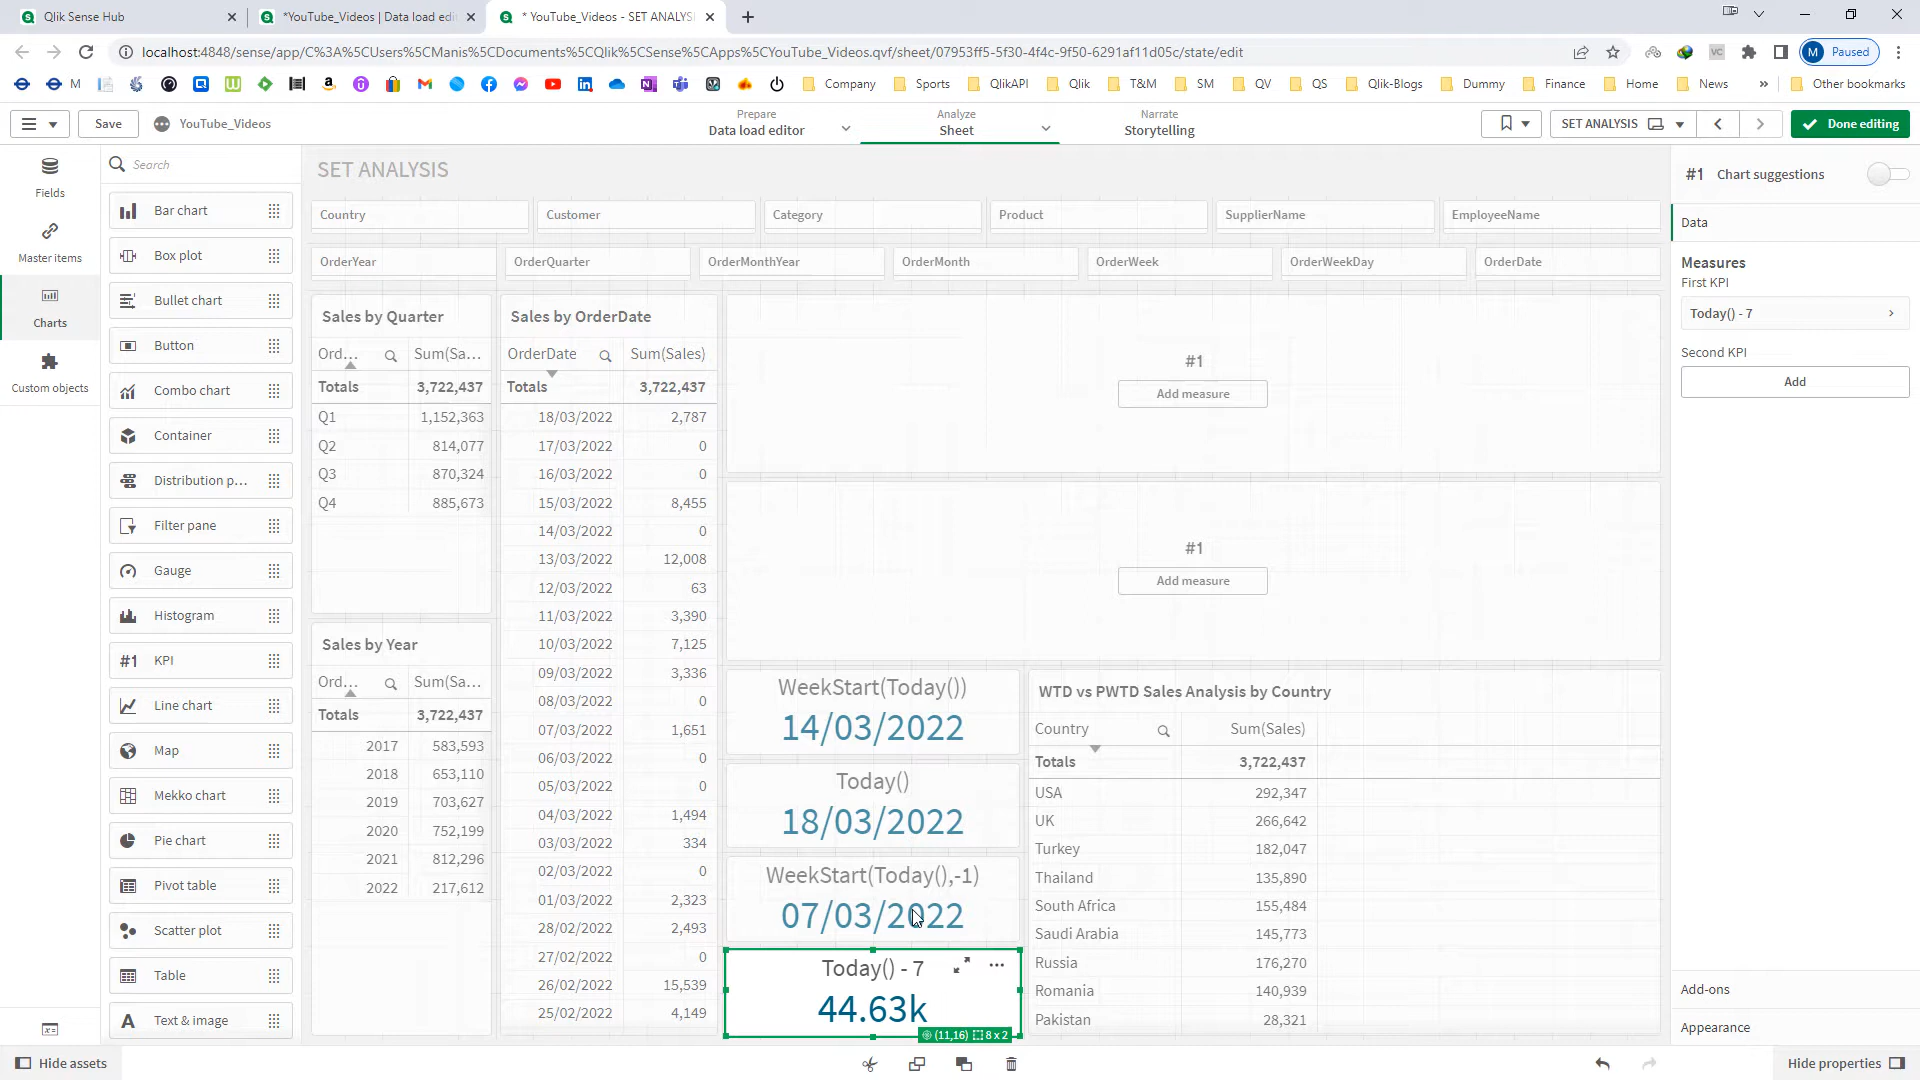 Qlik Sense Hub
*YouTube_Videos | Data load edi
* YouTube_Videos - SET ANALYS
localhost:4848/sense/app/C%3A%5CUsers%5CManis%5CDocuments%5CQlik%5CSense%5CApps%5CYouTube_Videos.qvf/sheet/07953ff5-5f30-4f4c-9f50-6291af11d05c/state/edit
M Paused
M
Company
Sports
QlikAPI
Qlik
T&M
SM
QV
QS
Qlik-Blogs
Dummy
Finance
Home
News
»
Other bookmarks
Save
YouTube_Videos
Prepare
Data load editor
Analyze
Sheet
Narrate
Storytelling
SET ANALYSIS
Done editing
Fields
Master items
Charts
Custom objects
Search
Bar chart
Box plot
Bullet chart
Button
Combo chart
Container
Distribution p...
Filter pane
Gauge
Histogram
#1 KPI
Line chart
Map
Mekko chart
Pie chart
Pivot table
Scatter plot
Table
A Text & image
SET ANALYSIS
Country
Customer
Category
Product
SupplierName
EmployeeName
OrderYear
OrderQuarter
OrderMonthYear
OrderMonth
OrderWeek
OrderWeekDay
OrderDate
Sales by Quarter
Ord... Sum(Sa...
Totals 3,722,437
Q1 1,152,363
Q2 814,077
Q3 870,324
Q4 885,673
Sales by Year
Ord... Sum(Sa...
Totals 3,722,437
2017 583,593
2018 653,110
2019 703,627
2020 752,199
2021 812,296
2022 217,612
Sales by OrderDate
OrderDate Sum(Sales)
Totals 3,722,437
18/03/2022 2,787
17/03/2022 0
16/03/2022 0
15/03/2022 8,455
14/03/2022 0
13/03/2022 12,008
12/03/2022 63
11/03/2022 3,390
10/03/2022 7,125
09/03/2022 3,336
08/03/2022 0
07/03/2022 1,651
06/03/2022 0
05/03/2022 0
04/03/2022 1,494
03/03/2022 334
02/03/2022 0
01/03/2022 2,323
28/02/2022 2,493
27/02/2022 0
26/02/2022 15,539
25/02/2022 4,149
#1
Add measure
#1
Add measure
WeekStart(Today())
14/03/2022
Today()
18/03/2022
WeekStart(Today(),-1)
07/03/2022
Today() - 7
44.63k
(11,16) 8 x 2
WTD vs PWTD Sales Analysis by Country
Country Sum(Sales)
Totals 3,722,437
USA 292,347
UK 266,642
Turkey 182,047
Thailand 135,890
South Africa 155,484
Saudi Arabia 145,773
Russia 176,270
Romania 140,939
Pakistan 28,321
#1 Chart suggestions
Data
Measures
First KPI
Today() - 7
Second KPI
Add
Add-ons
Appearance
Hide assets
Hide properties